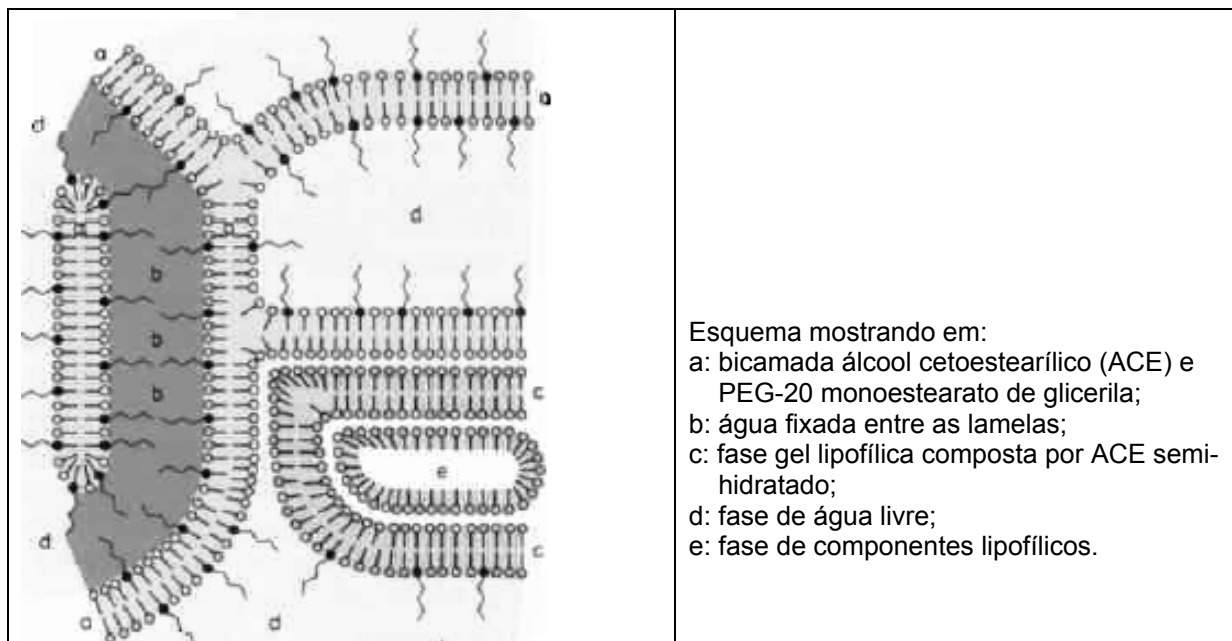 a
a
d
d
b
b
b
c
e
c
d
a
d
Esquema mostrando em:
a: bicamada álcool cetoestearílico (ACE) e
PEG-20 monoestearato de glicerila;
b: água fixada entre as lamelas;
c: fase gel lipofílica composta por ACE semi-
hidratado;
d: fase de água livre;
e: fase de componentes lipofílicos.